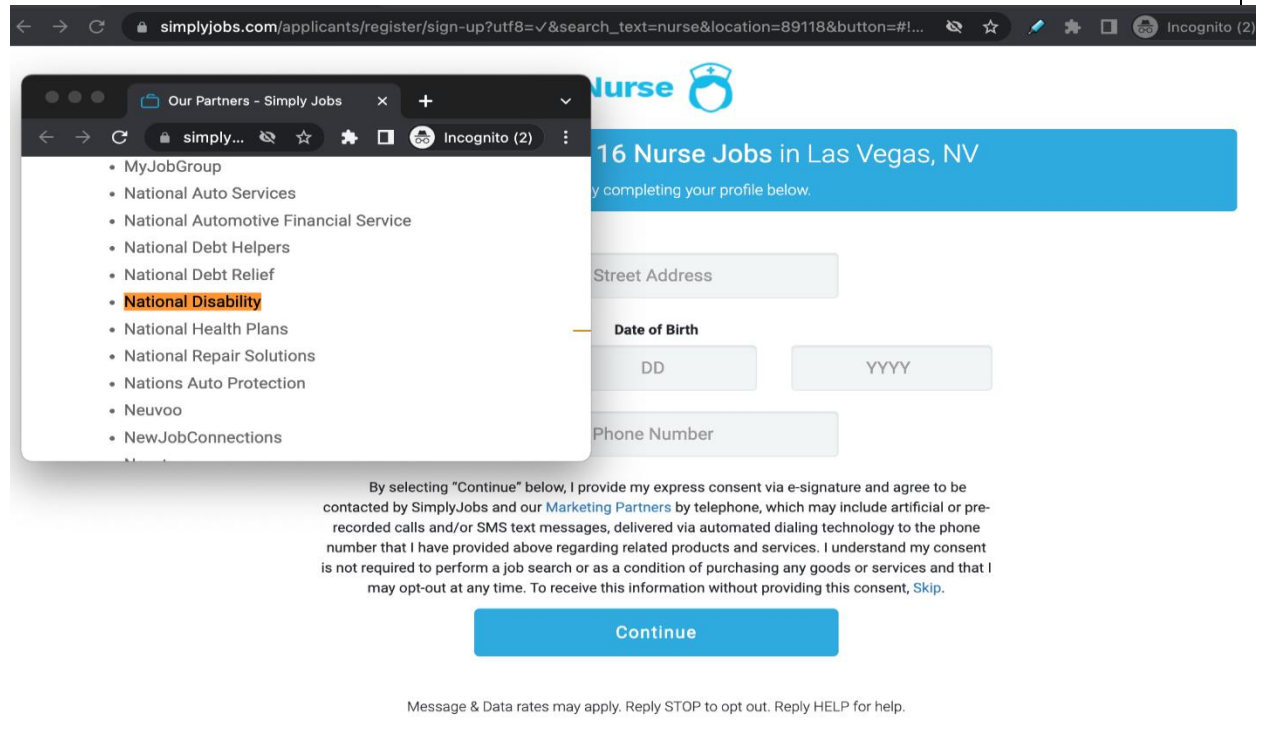 simplyjobs.com/applicants/register/sign-up?utf8=✓&search_text=nurse&location=89118&button=#!...
Incognito (2)
Nurse
Our Partners - Simply Jobs
simply...
Incognito (2)
MyJobGroup
National Auto Services
National Automotive Financial Service
National Debt Helpers
National Debt Relief
National Disability
National Health Plans
National Repair Solutions
Nations Auto Protection
Neuvoo
NewJobConnections
16 Nurse Jobs in Las Vegas, NV
completing your profile below.
Street Address
Date of Birth
DD
YYYY
Phone Number
By selecting “Continue” below, I provide my express consent via e-signature and agree to be
contacted by SimplyJobs and our Marketing Partners by telephone, which may include artificial or pre-
recorded calls and/or SMS text messages, delivered via automated dialing technology to the phone
number that I have provided above regarding related products and services. I understand my consent
is not required to perform a job search or as a condition of purchasing any goods or services and that I
may opt-out at any time. To receive this information without providing this consent, Skip.
Continue
Message & Data rates may apply. Reply STOP to opt out. Reply HELP for help.